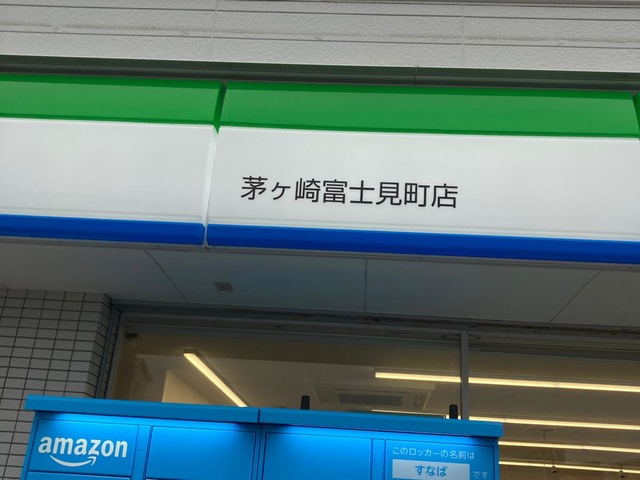 茅ヶ崎富士見町店
amazon
このロッカーの名前は
すなば
です